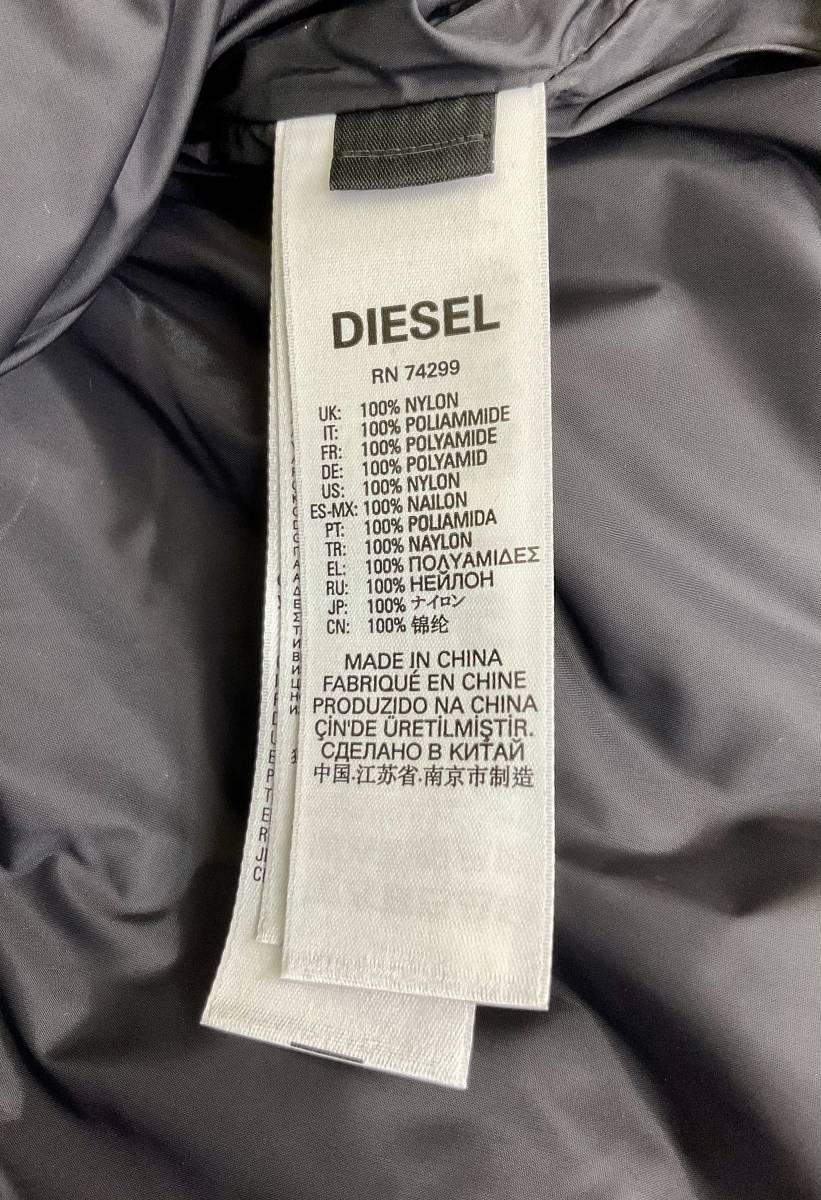 DIESEL
RN 74299
UK: 100% NYLON
IT: 100% POLIAMMIDE
FR: 100% POLYAMIDE
DE: 100% POLYAMID
US: 100% NYLON
ES-MX: 100% NAILON
PT: 100% POLIAMIDA
TR: 100% NAYLON
EL: 100% ΠΟΛΥΑΜΙΔΕΣ
RU: 100% НЕЙЛОН
JP: 100% ナイロン
CN: 100% 锦纶
MADE IN CHINA
FABRIQUÉ EN CHINE
PRODUZIDO NA CHINA
ÇİN'DE ÜRETİLMİŞTİR.
СДЕЛАНО В КИТАЙ
中国.江苏省.南京市制造